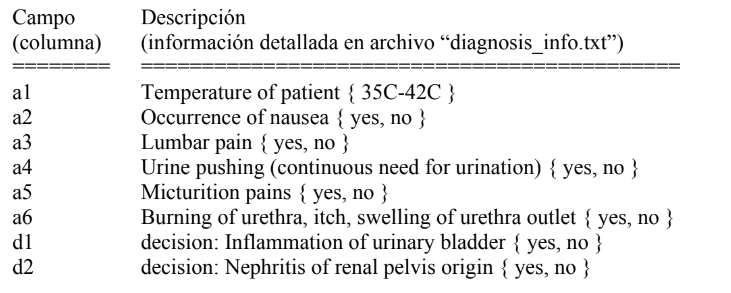 Campo Descripción
(columna) (información detallada en archivo “diagnosis_info.txt”)
======== ============================================
a1 Temperature of patient { 35C-42C }
a2 Occurrence of nausea { yes, no }
a3 Lumbar pain { yes, no }
a4 Urine pushing (continuous need for urination) { yes, no }
a5 Micturition pains { yes, no }
a6 Burning of urethra, itch, swelling of urethra outlet { yes, no }
d1 decision: Inflammation of urinary bladder { yes, no }
d2 decision: Nephritis of renal pelvis origin { yes, no }